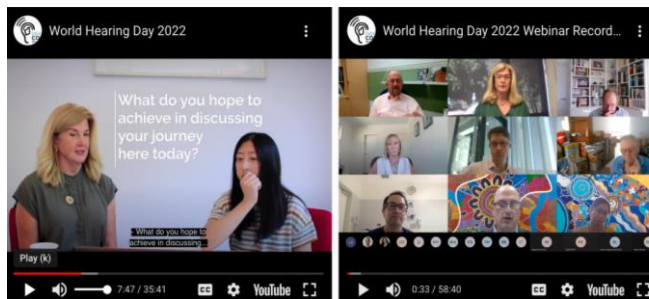 World Hearing Day 2022
What do you hope to
achieve in discussing
your journey
here today?
- What do you hope to
achieve in discussing...
Play (k)
7:47 / 35:41
CC
YouTube
World Hearing Day 2022 Webinar Record...
0:33 / 58:40
CC
YouTube